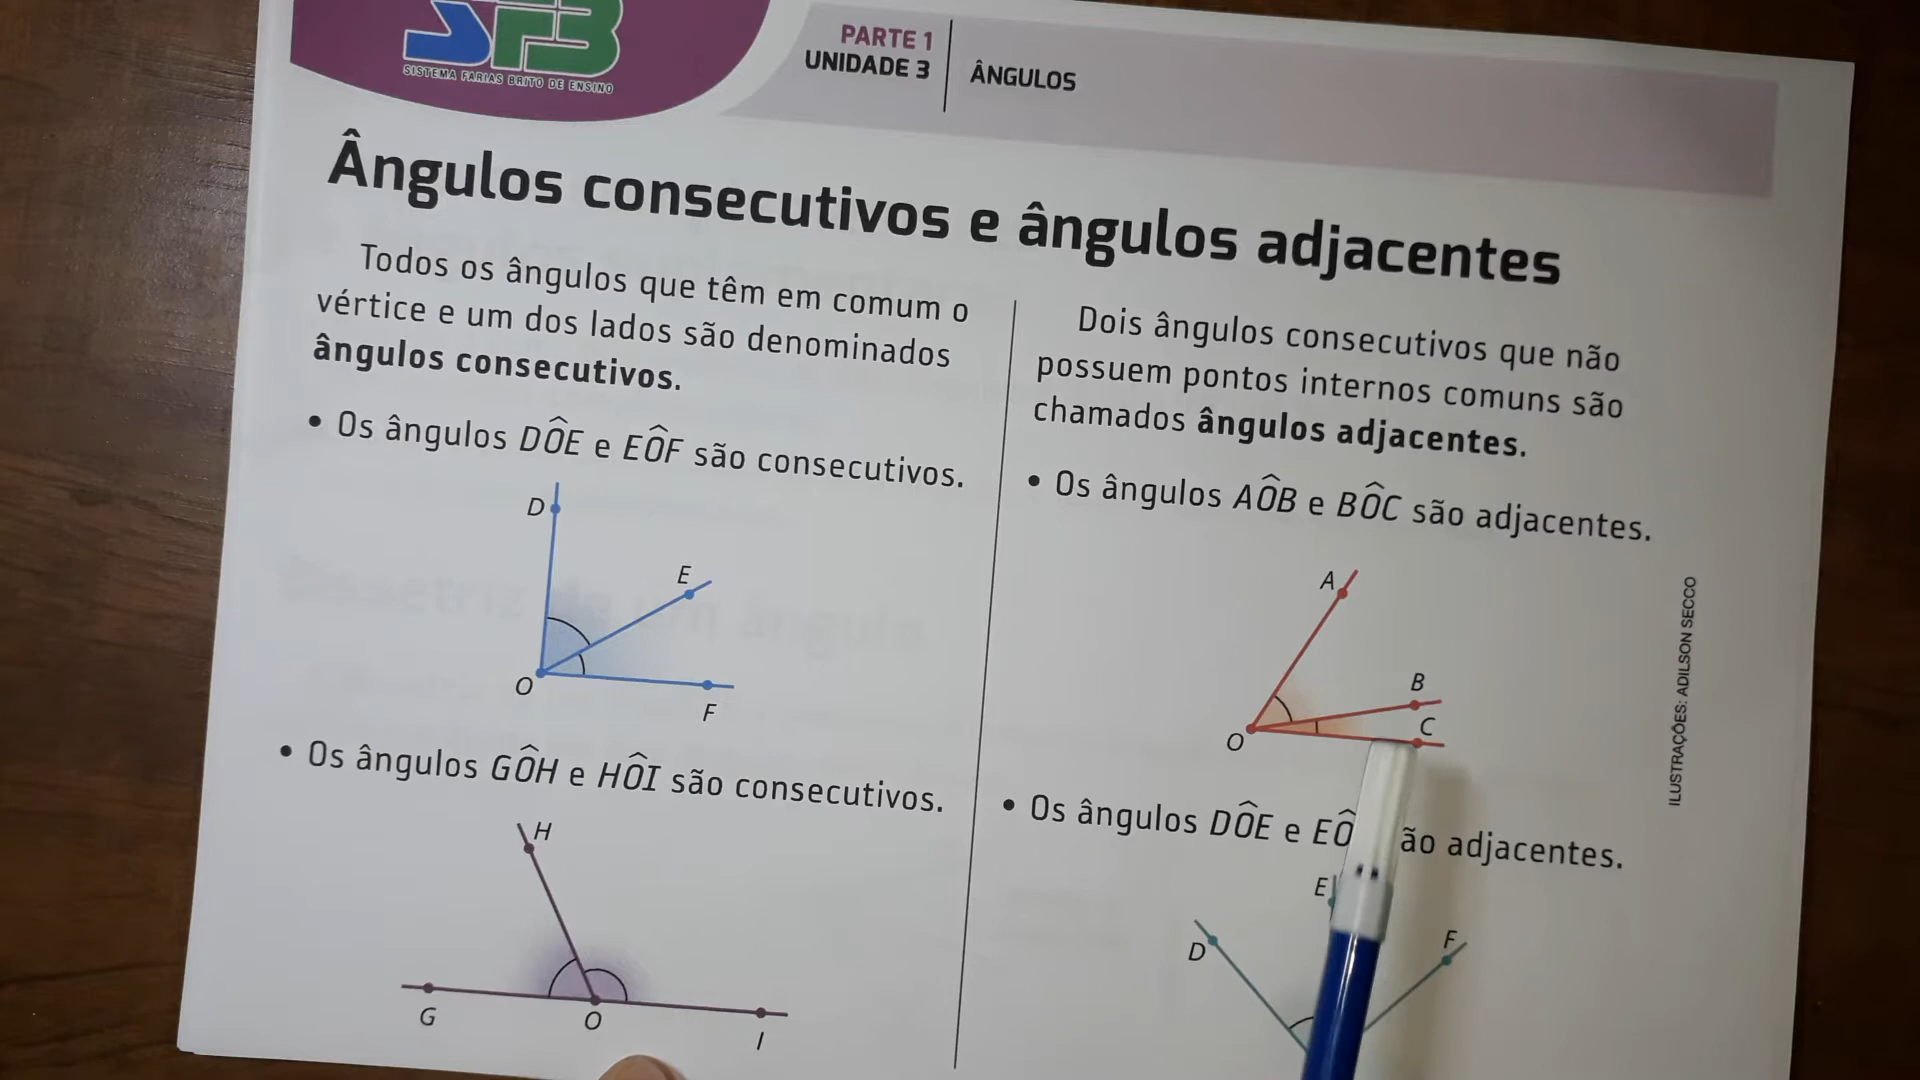 SFB
SISTEMA FARIAS BRITO DE ENSINO
PARTE 1
UNIDADE 3
ÂNGULOS
Ângulos consecutivos e ângulos adjacentes
Todos os ângulos que têm em comum o
vértice e um dos lados são denominados
ângulos consecutivos.
• Os ângulos DÔE e EÔF são consecutivos.
D
E
O
F
• Os ângulos GÔH e HÔI são consecutivos.
H
G
O
I
Dois ângulos consecutivos que não
possuem pontos internos comuns são
chamados ângulos adjacentes.
• Os ângulos AÔB e BÔC são adjacentes.
A
B
C
O
• Os ângulos DÔE e EÔ ão adjacentes.
E
D
F
ILUSTRAÇÕES: ADILSON SECCO